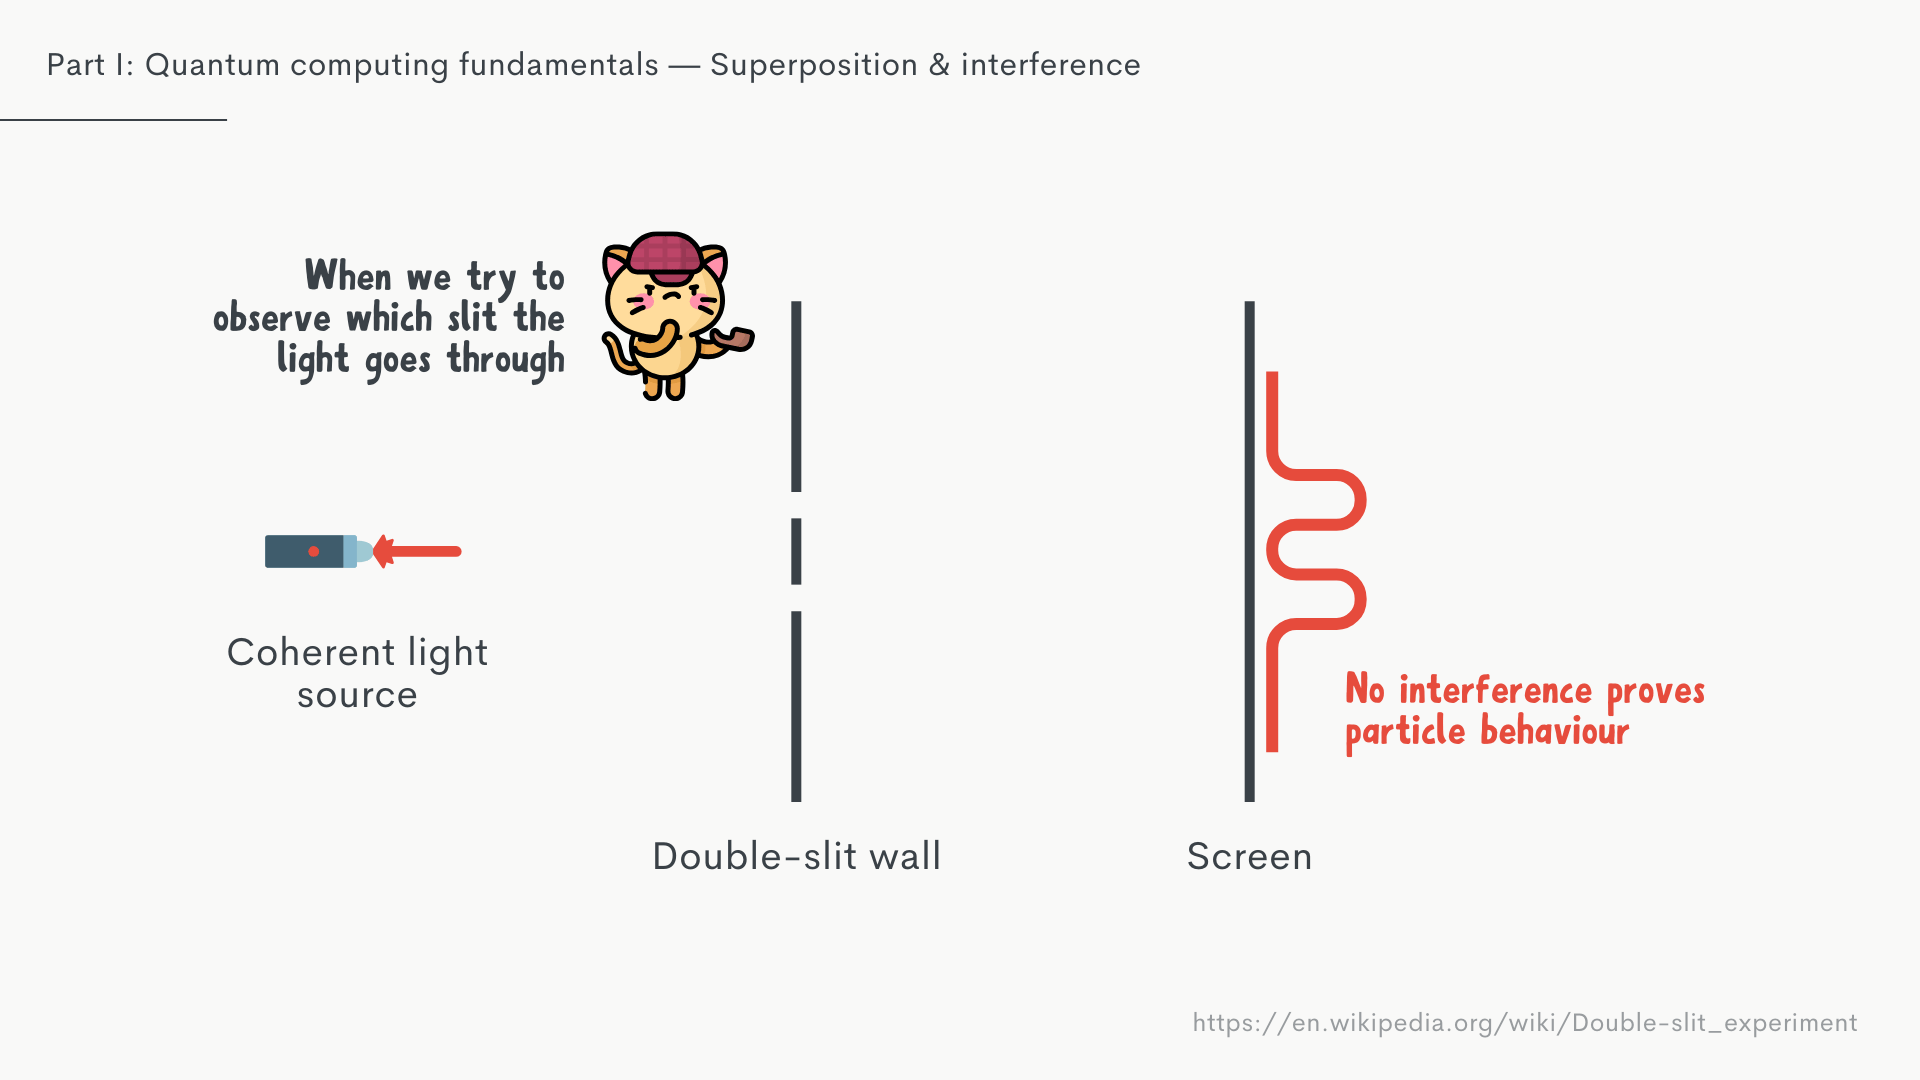 Part I: Quantum computing fundamentals — Superposition & interference
When we try to
observe which slit the
light goes through
Coherent light
source
Double-slit wall
Screen
No interference proves
particle behaviour
https://en.wikipedia.org/wiki/Double-slit_experiment